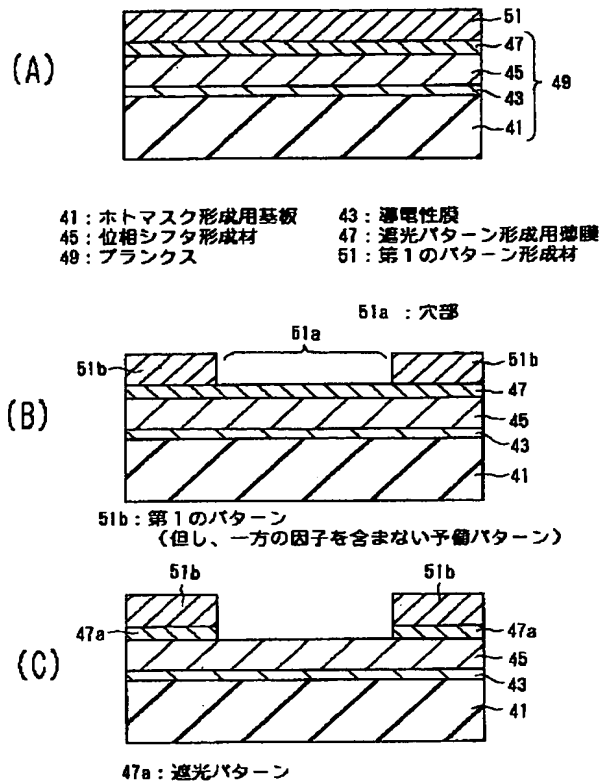 (A)
51
47
45
43
49
41
41：ホトマスク形成用基板 43：導電性膜
45：位相シフタ形成材 47：遮光パターン形成用薄膜
49：ブランクス 51：第1のパターン形成材
51a：穴部
(B)
51b
51a
51b
47
45
43
41
51b：第1のパターン
（但し、一方の因子を含まない予備パターン）
(C)
51b
51b
47a
47a
45
43
41
47a：遮光パターン